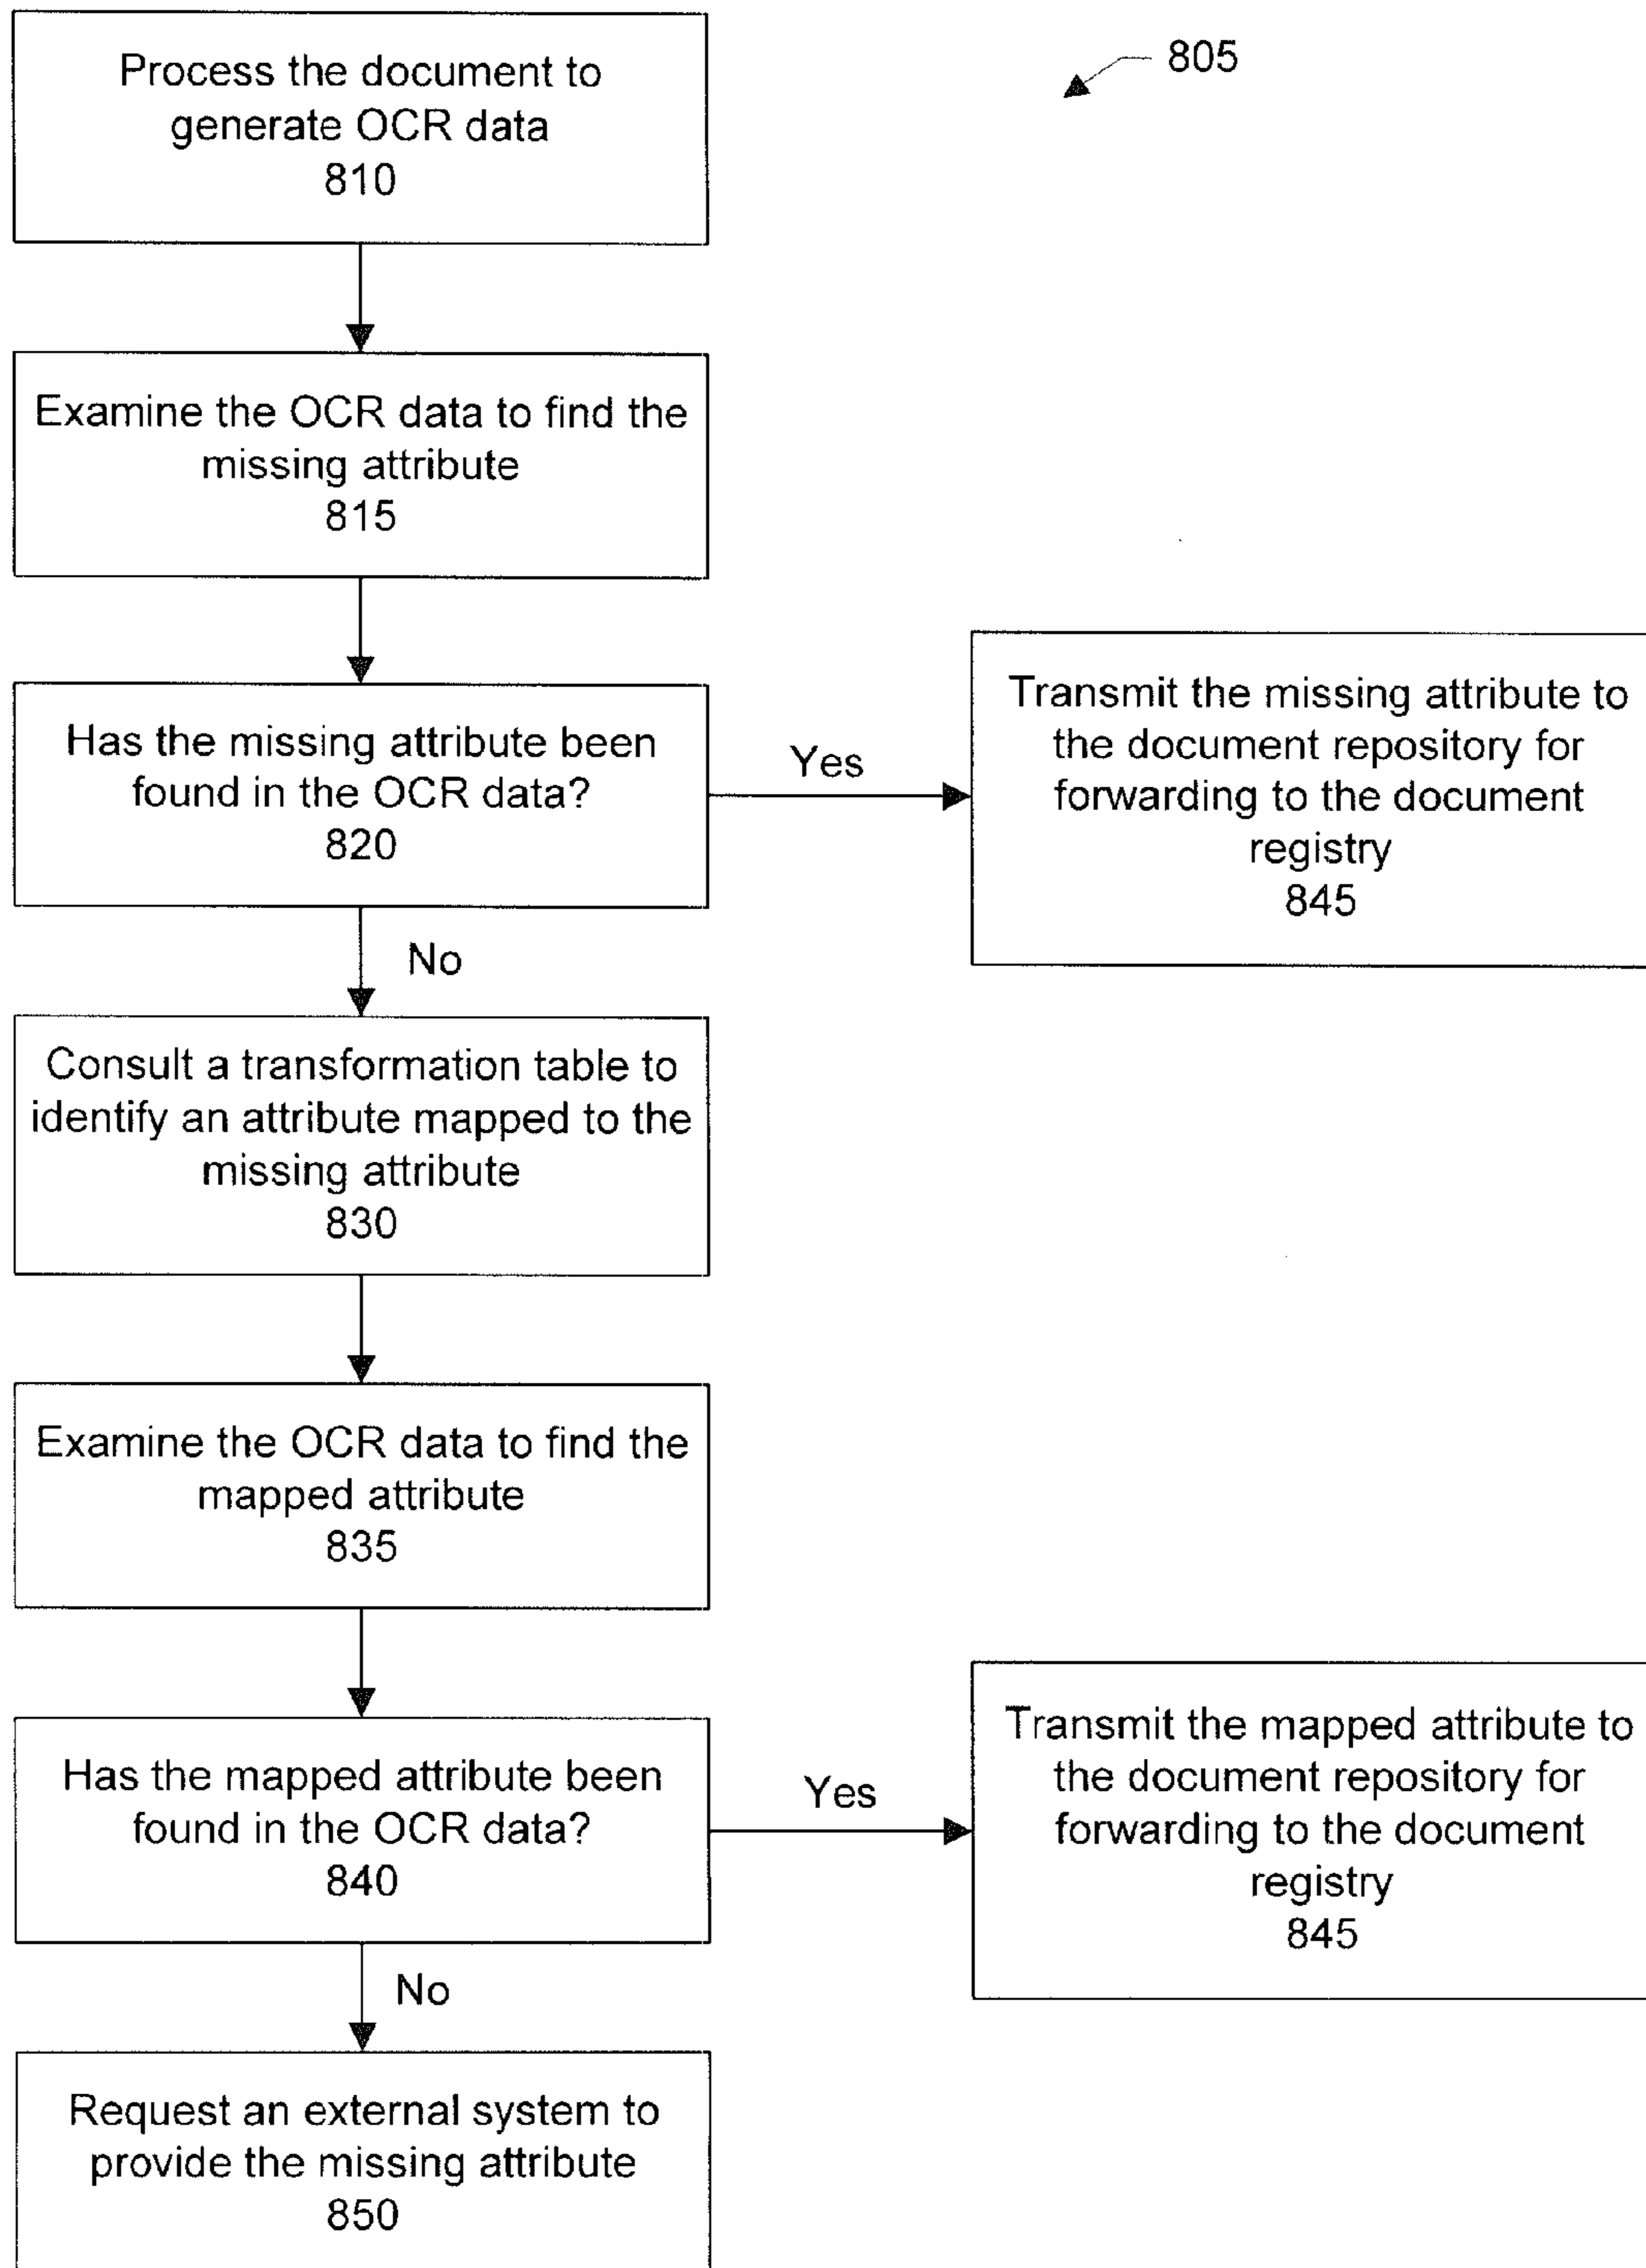 Process the document to
generate OCR data
810
805
Examine the OCR data to find the
missing attribute
815
Has the missing attribute been
found in the OCR data?
820
Yes
Transmit the missing attribute to
the document repository for
forwarding to the document
registry
845
No
Consult a transformation table to
identify an attribute mapped to the
missing attribute
830
Examine the OCR data to find the
mapped attribute
835
Has the mapped attribute been
found in the OCR data?
840
Yes
Transmit the mapped attribute to
the document repository for
forwarding to the document
registry
845
No
Request an external system to
provide the missing attribute
850